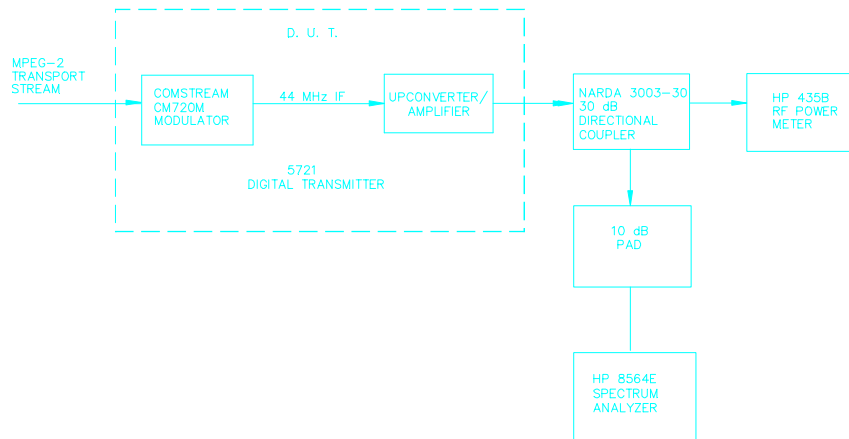 D. U. T.
MPEG-2
TRANSPORT
STREAM
COMSTREAM
CM720M
MODULATOR
44 MHz IF
UPCONVERTER/
AMPLIFIER
NARDA 3003-30
30 dB
DIRECTIONAL
COUPLER
HP 435B
RF POWER
METER
5721
DIGITAL TRANSMITTER
10 dB
PAD
HP 8564E
SPECTRUM
ANALYZER